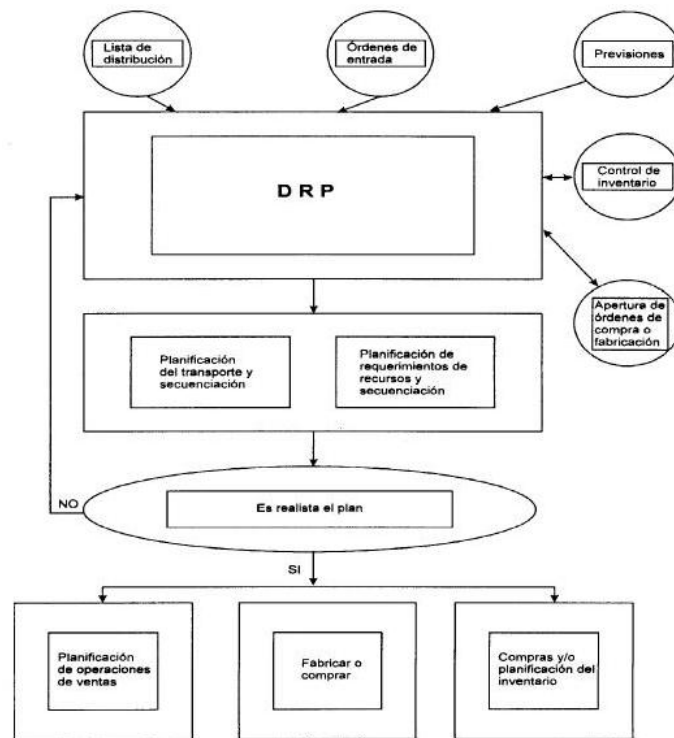 Lista de
distribución
Órdenes de
entrada
Previsiones
DRP
Control de
inventario
Apertura de
órdenes de
compra o
fabricación
Planificación
del transporte y
secuenciación
Planificación de
requerimientos de
recursos y
secuenciación
NO
Es realista el plan
SI
Planificación
de operaciones
de ventas
Fabricar o
comprar
Compras y/o
planificación del
inventario